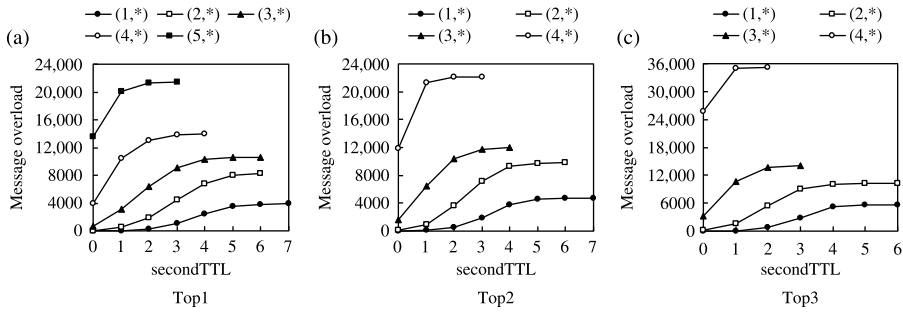 (a)
(1,*) (2,*) (3,*)
(4,*) (5,*)
Message overload
24,000
20,000
16,000
12,000
8000
4000
0
0 1 2 3 4 5 6 7
secondTTL
Top1
(b)
(1,*) (2,*)
(3,*) (4,*)
Message overload
24,000
20,000
16,000
12,000
8000
4000
0
0 1 2 3 4 5 6 7
secondTTL
Top2
(c)
(1,*) (2,*)
(3,*) (4,*)
Message overload
36,000
30,000
24,000
18,000
12,000
6000
0
0 1 2 3 4 5 6
secondTTL
Top3